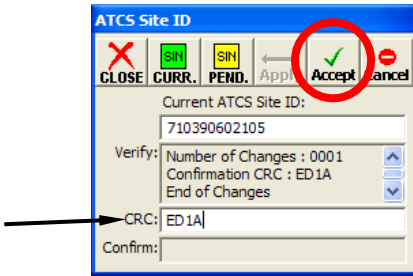 ATCS Site ID
SIN SIN
CLOSE CURR. PEND. Apply Accept Cancel
Current ATCS Site ID:
710390602105
Verify: Number of Changes : 0001
Confirmation CRC : ED1A
End of Changes
CRC: ED1A
Confirm: